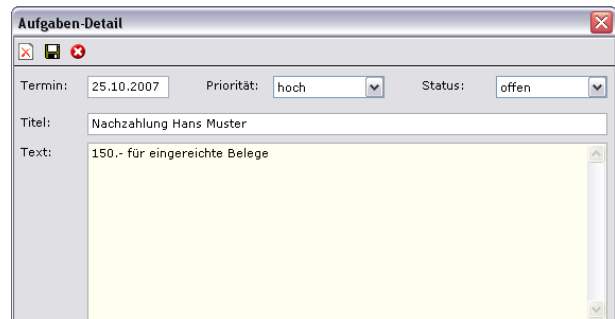 Aufgaben-Detail
Termin: 25.10.2007 Priorität: hoch Status: offen
Titel: Nachzahlung Hans Muster
Text: 150.- für eingereichte Belege